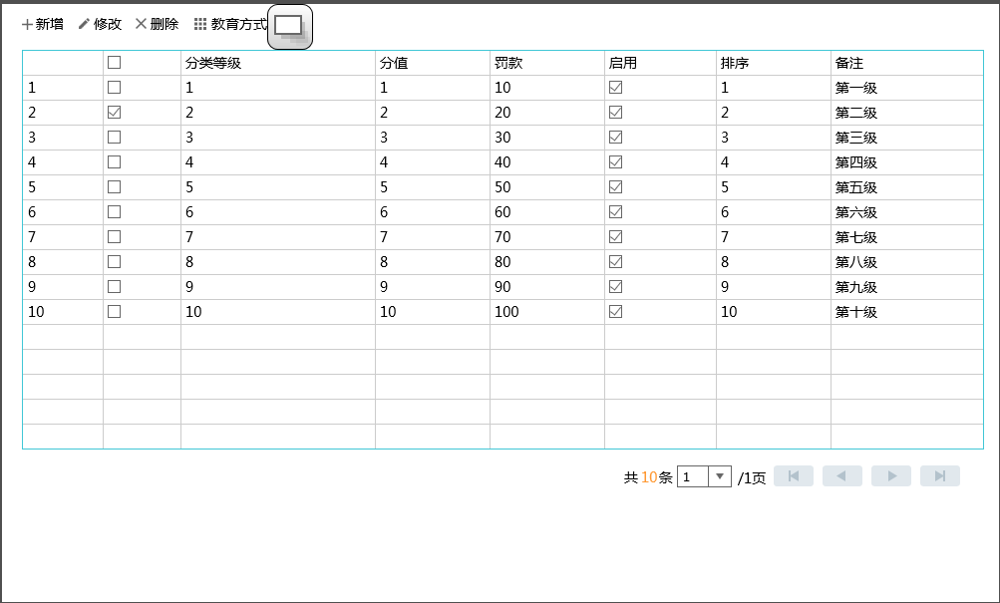 新增 修改 删除 教育方式
分类等级 分值 罚款 启用 排序 备注
1 1 1 10 1 第一级
2 2 2 20 2 第二级
3 3 3 30 3 第三级
4 4 4 40 4 第四级
5 5 5 50 5 第五级
6 6 6 60 6 第六级
7 7 7 70 7 第七级
8 8 8 80 8 第八级
9 9 9 90 9 第九级
10 10 10 100 10 第十级
共10条 1 /1页